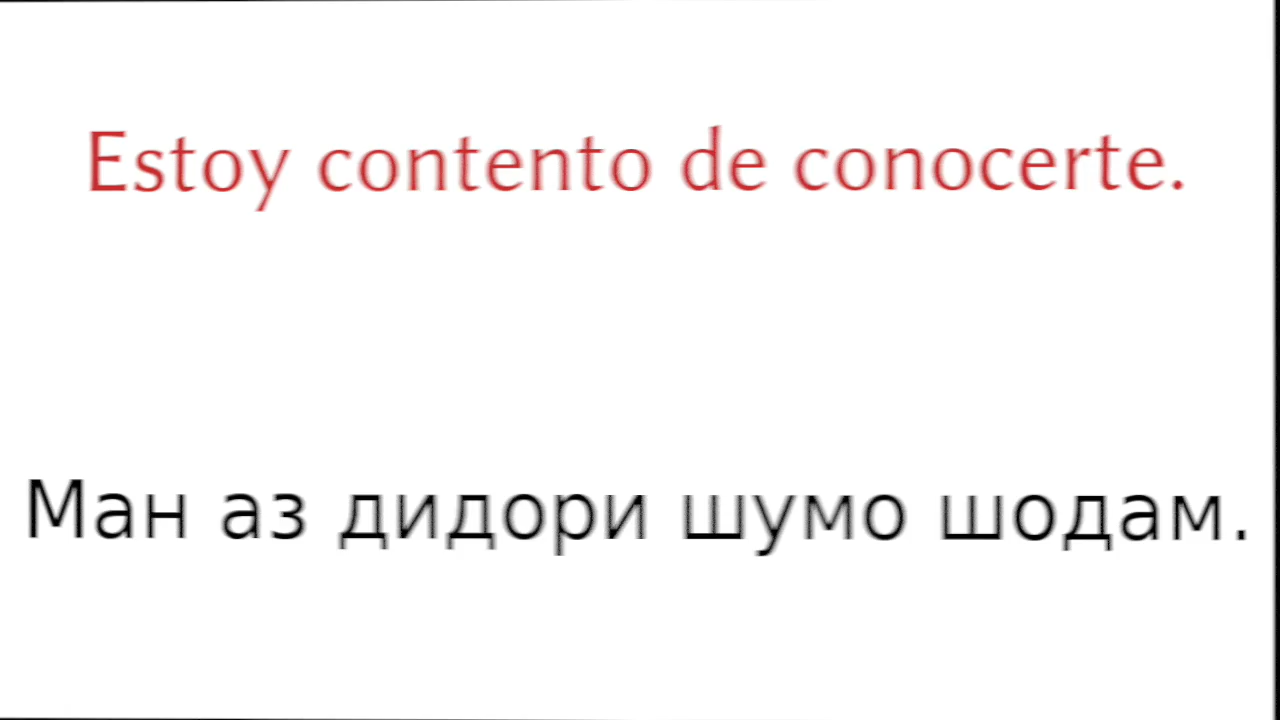 Estoy contento de conocerte.
Ман аз дидори шумо шодам.